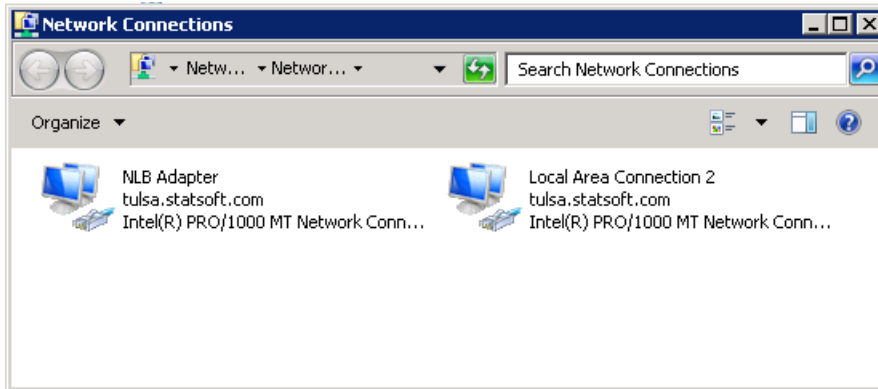 Network Connections
Netw... Networ...
Search Network Connections
Organize
NLB Adapter
tulsa.statsoft.com
Intel(R) PRO/1000 MT Network Conn...
Local Area Connection 2
tulsa.statsoft.com
Intel(R) PRO/1000 MT Network Conn...